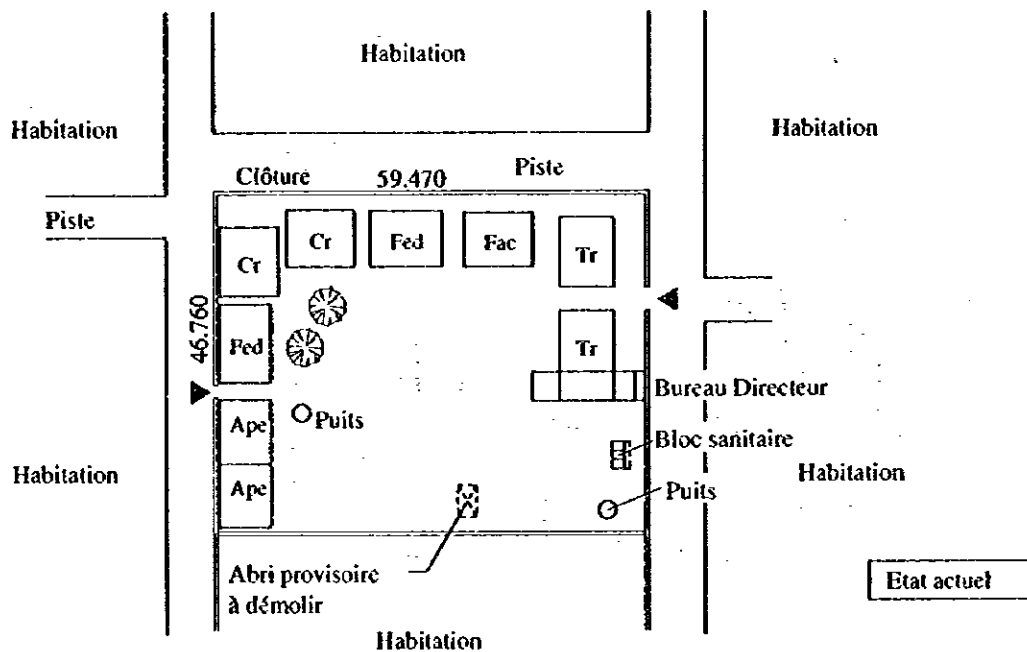 Habitation
Habitation
Habitation
Clôture
59.470
Piste
Piste
Cr
Cr
Fed
Fac
Tr
46.760
Fed
Tr
Bureau Directeur
Ape
Puits
Bloc sanitaire
Habitation
Habitation
Ape
Puits
Abri provisoire
à démolir
Etat actuel
Habitation